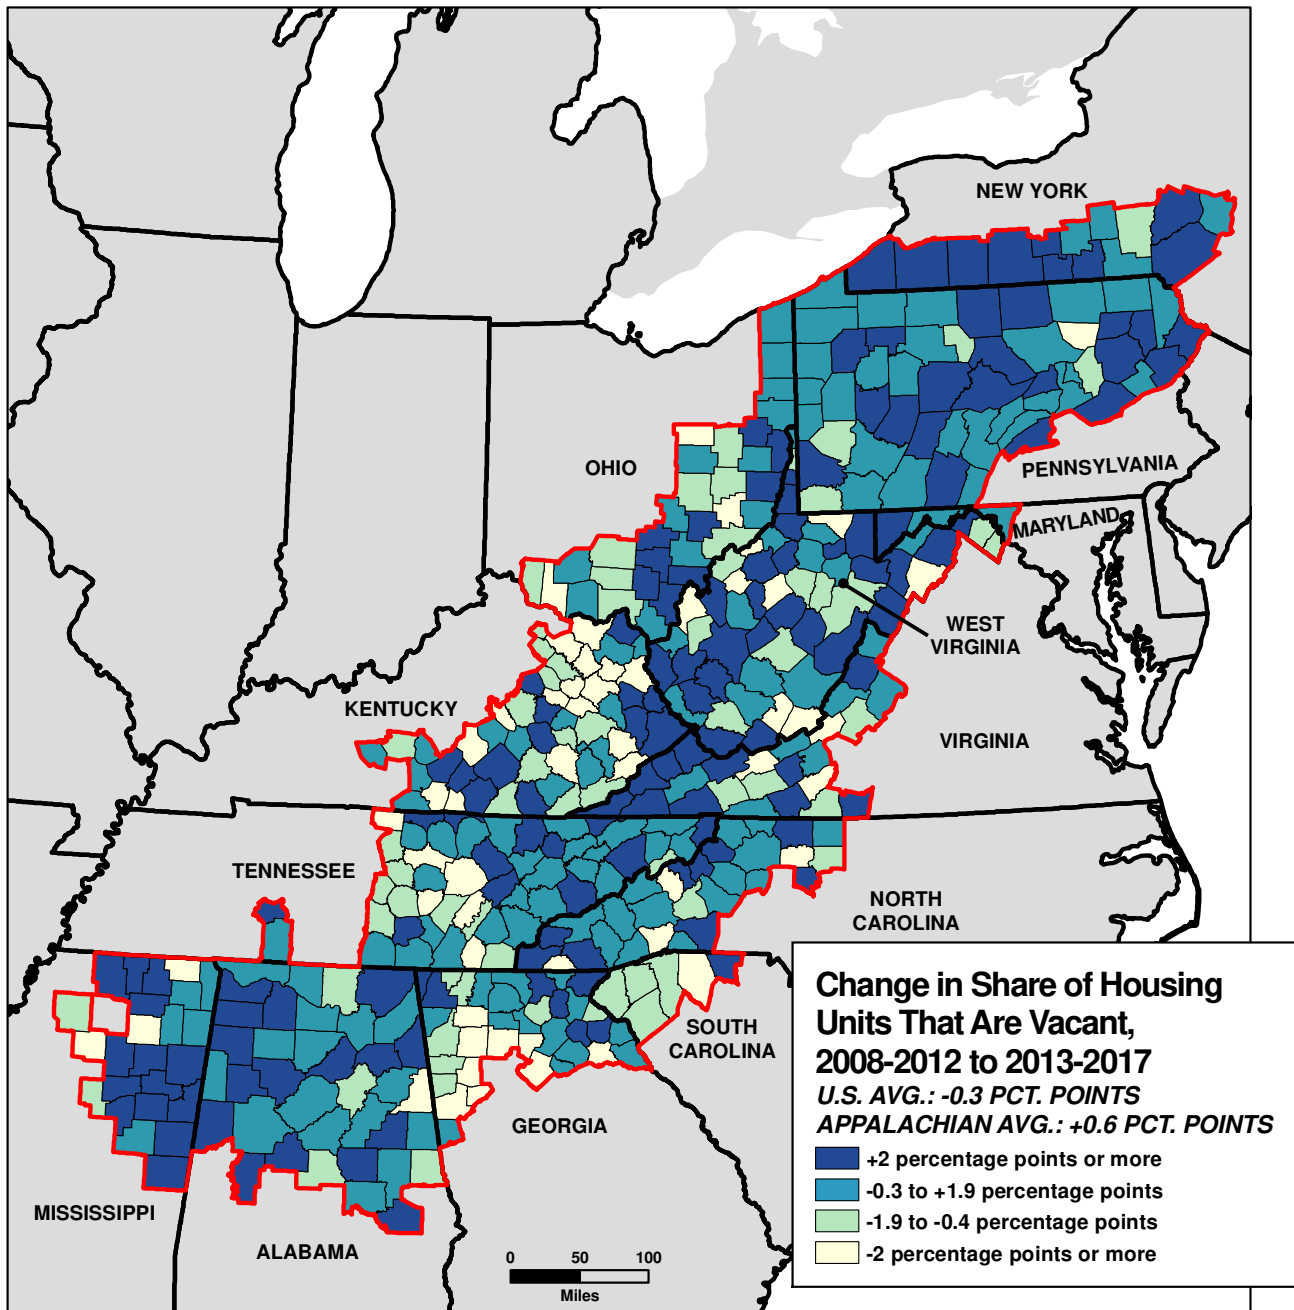 NEW YORK
OHIO
PENNSYLVANIA
MARYLAND
WEST
VIRGINIA
KENTUCKY
VIRGINIA
TENNESSEE
NORTH
CAROLINA
SOUTH
CAROLINA
GEORGIA
MISSISSIPPI
ALABAMA
Change in Share of Housing
Units That Are Vacant,
2008-2012 to 2013-2017
U.S. AVG.: -0.3 PCT. POINTS
APPALACHIAN AVG.: +0.6 PCT. POINTS
+2 percentage points or more
-0.3 to +1.9 percentage points
-1.9 to -0.4 percentage points
-2 percentage points or more
0 50 100
Miles